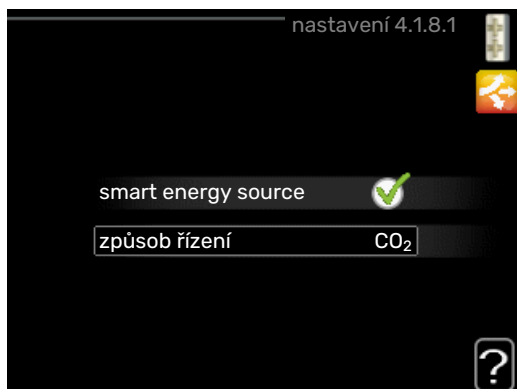 nastavení 4.1.8.1
smart energy source
způsob řízení CO₂
?